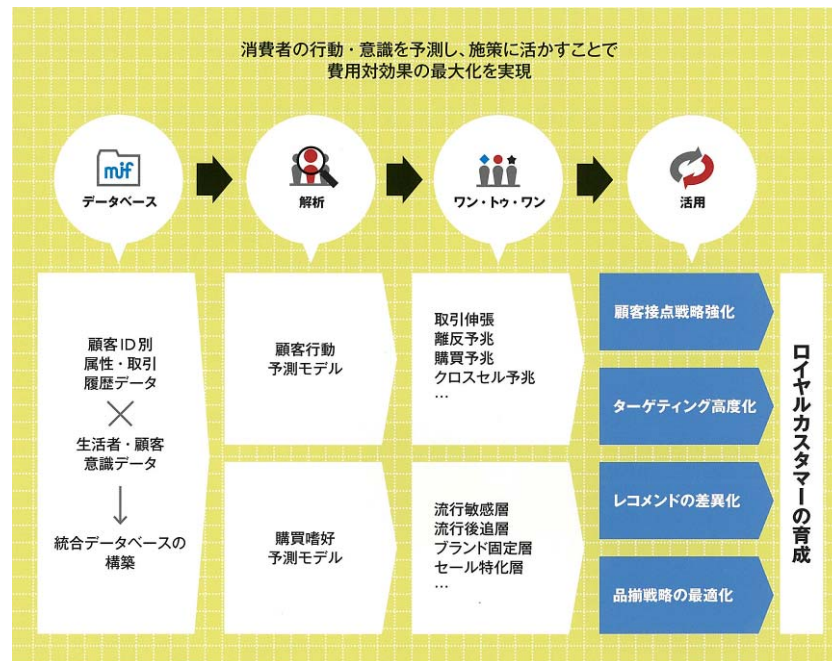 消費者の行動・意識を予測し、施策に活かすことで
費用対効果の最大化を実現
mif
データベース
解析
ワン・トゥ・ワン
活用
顧客ID別
属性・取引
履歴データ
生活者・顧客
意識データ
統合データベースの
構築
顧客行動
予測モデル
購買嗜好
予測モデル
取引伸張
離反予兆
購買予兆
クロスセル予兆
…
流行敏感層
流行後追層
ブランド固定層
セール特化層
…
顧客接点戦略強化
ターゲティング高度化
レコメンドの差異化
品揃戦略の最適化
ロイヤルカスタマーの育成